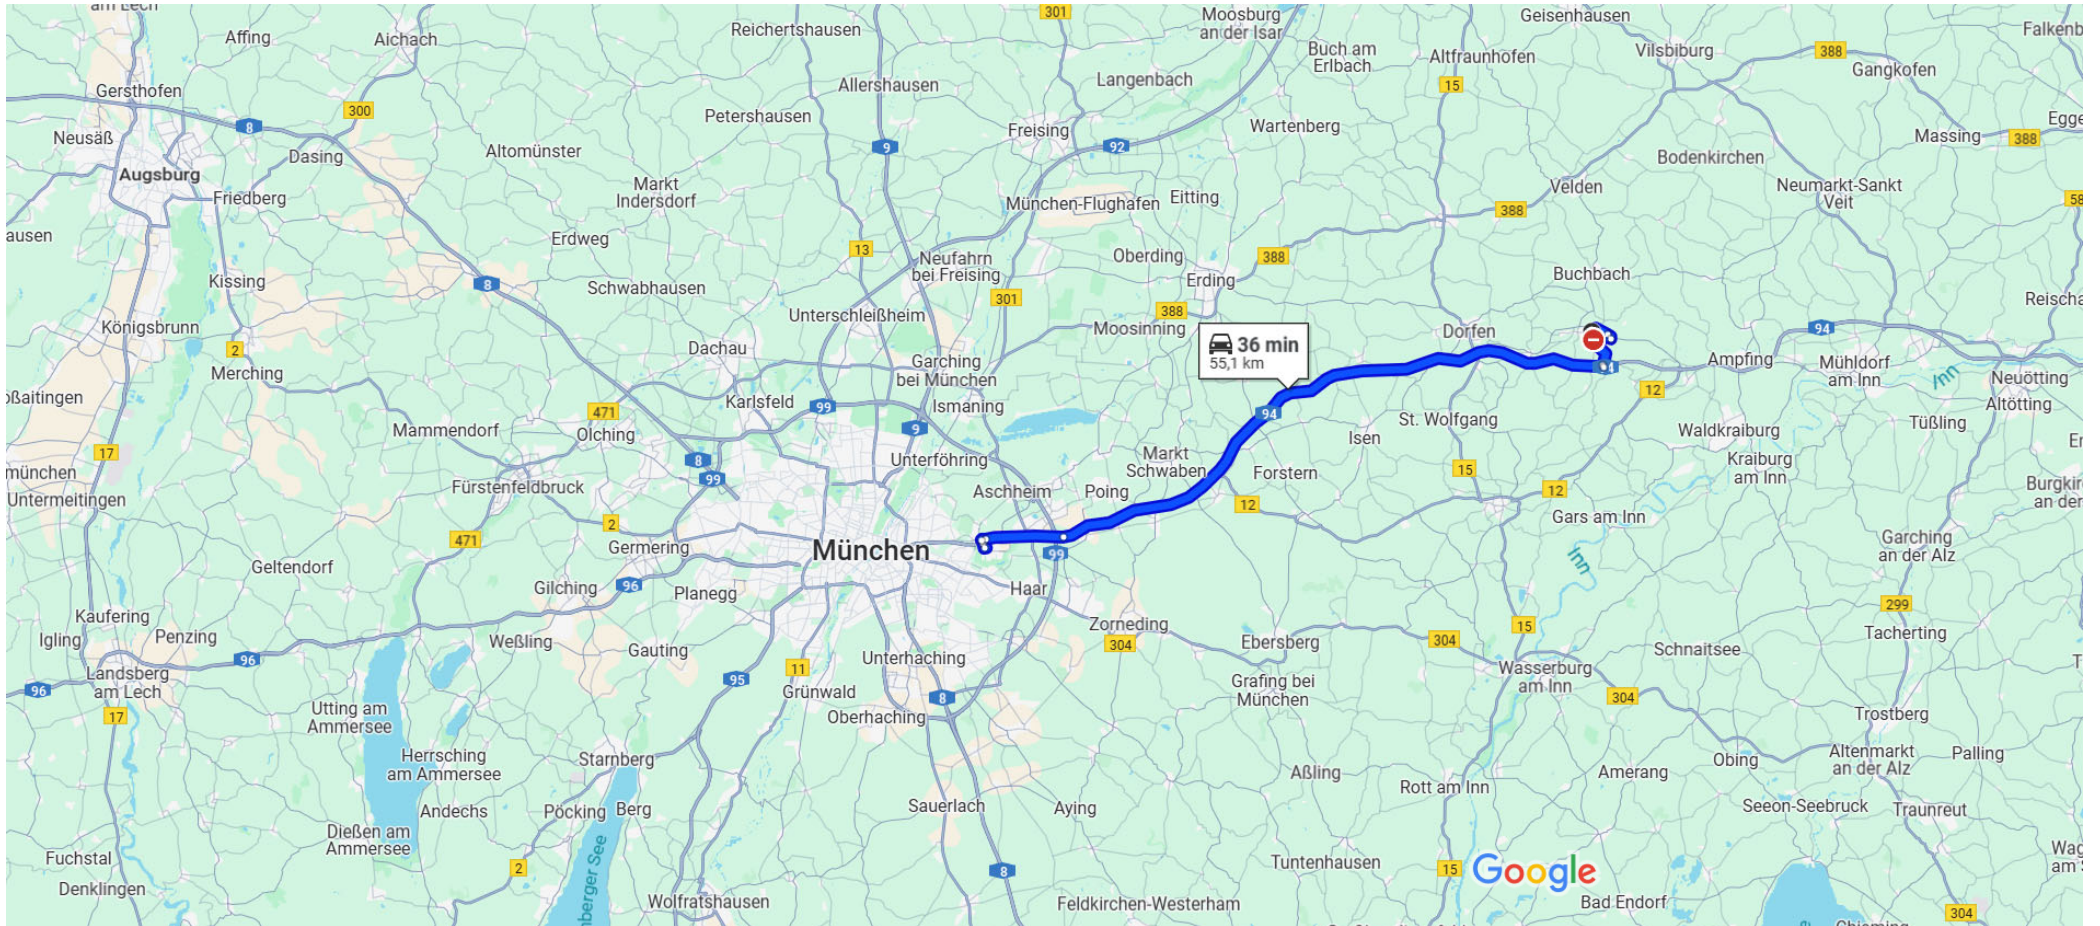 am Lech
Affing
Aichach
Reichertshausen
301
Moosburg
an der Isar
Geisenhausen
Falkenb
Buch am
Erlbach
Altfraunhofen
Vilsbiburg
388
Gangkofen
Gersthofen
300
Allershausen
Langenbach
15
Neusäß
8
Dasing
Altomünster
Petershausen
9
Freising
92
Wartenberg
Massing
388
Egge
Augsburg
Bodenkirchen
Friedberg
Markt
Indersdorf
München-Flughafen
Eitting
Velden
388
Neumarkt-Sankt
Veit
58
ausen
Erdweg
13
Neufahrn
bei Freising
Oberding
388
Buchbach
Kissing
8
Schwabhausen
301
Erding
Reischa
Königsbrunn
Unterschleißheim
388
Moosinning
Dorfen
94
2
Merching
Dachau
Garching
bei München
36 min
55,1 km
Ampfing
Mühldorf
am Inn
Inn
Neuötting
Altötting
oßaitingen
471
Karlsfeld
99
Ismaning
94
12
Mammendorf
Olching
9
St. Wolfgang
Isen
Waldkraiburg
Tüßling
17
münchen
8
99
Unterföhring
Markt
Schwaben
Forstern
15
Kraiburg
am Inn
Untermeitingen
Fürstenfeldbruck
Aschheim
Poing
12
12
Burgkir
an der
2
Gars am Inn
471
Germering
München
99
Inn
Garching
an der Alz
Geltendorf
Gilching
96
Planegg
Haar
Kaufering
299
Igling
Penzing
Weßling
Zorneding
304
Ebersberg
304
15
Tacherting
96
Gauting
Unterhaching
Schnaitsee
Landsberg
am Lech
96
95
11
Grünwald
8
Grafing bei
München
Wasserburg
am Inn
304
17
Utting am
Ammersee
Oberhaching
Trostberg
Herrsching
am Ammersee
Starnberg
Aßling
Amerang
Obing
Altenmarkt
an der Alz
Palling
Andechs
Pöcking
Berg
Sauerlach
Aying
Rott am Inn
Seeon-Seebruck
Traunreut
Dießen am
Ammersee
Fuchstal
2
8
Tuntenhausen
15
Google
Denklingen
Wolfratshausen
Feldkirchen-Westerham
Bad Endorf
304